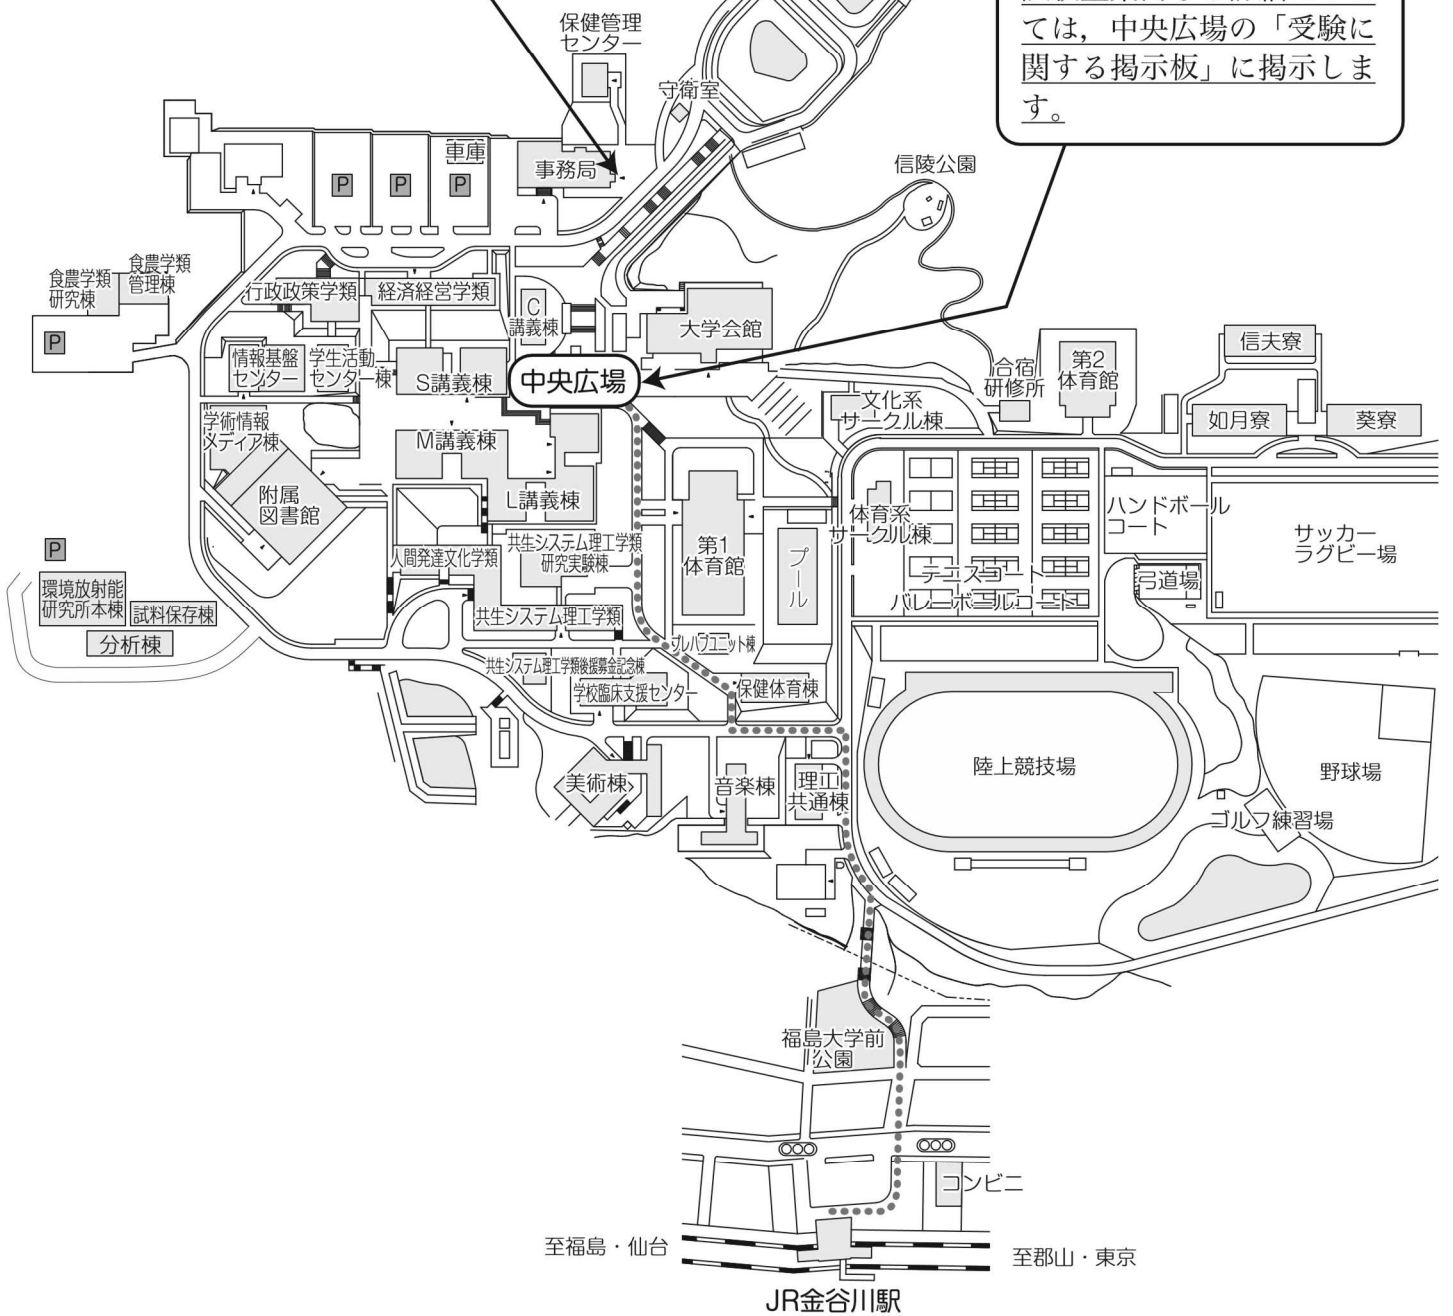 ては，中央広場の「受験に
関する掲示板」に掲示しま
す。
保健管理
センター
守衛室
車庫
事務局
P
P
P
信陵公園
食農学類
研究棟
食農学類
管理棟
行政政策学類
経済経営学類
C
講義棟
大学会館
P
情報基盤
センター
学生活動
センター棟
S講義棟
中央広場
合宿
研修所
第2
体育館
信夫寮
如月寮
葵寮
文化系
サークル棟
学術情報
メディア棟
M講義棟
附属
図書館
L講義棟
体育系
サークル棟
ハンドボール
コート
サッカー
ラグビー場
P
人間発達文化学類
共生システム理工学類
研究実験棟
第1
体育館
プール
テニスコート
バレーボールコート
弓道場
環境放射能
研究所本棟
試料保存棟
分析棟
共生システム理工学類
プレハブユニット棟
共生システム理工学類後援募金記念棟
学校臨床支援センター
保健体育棟
美術棟
音楽棟
理工
共通棟
陸上競技場
野球場
ゴルフ練習場
福島大学前
公園
コンビニ
至福島・仙台
至郡山・東京
JR金谷川駅